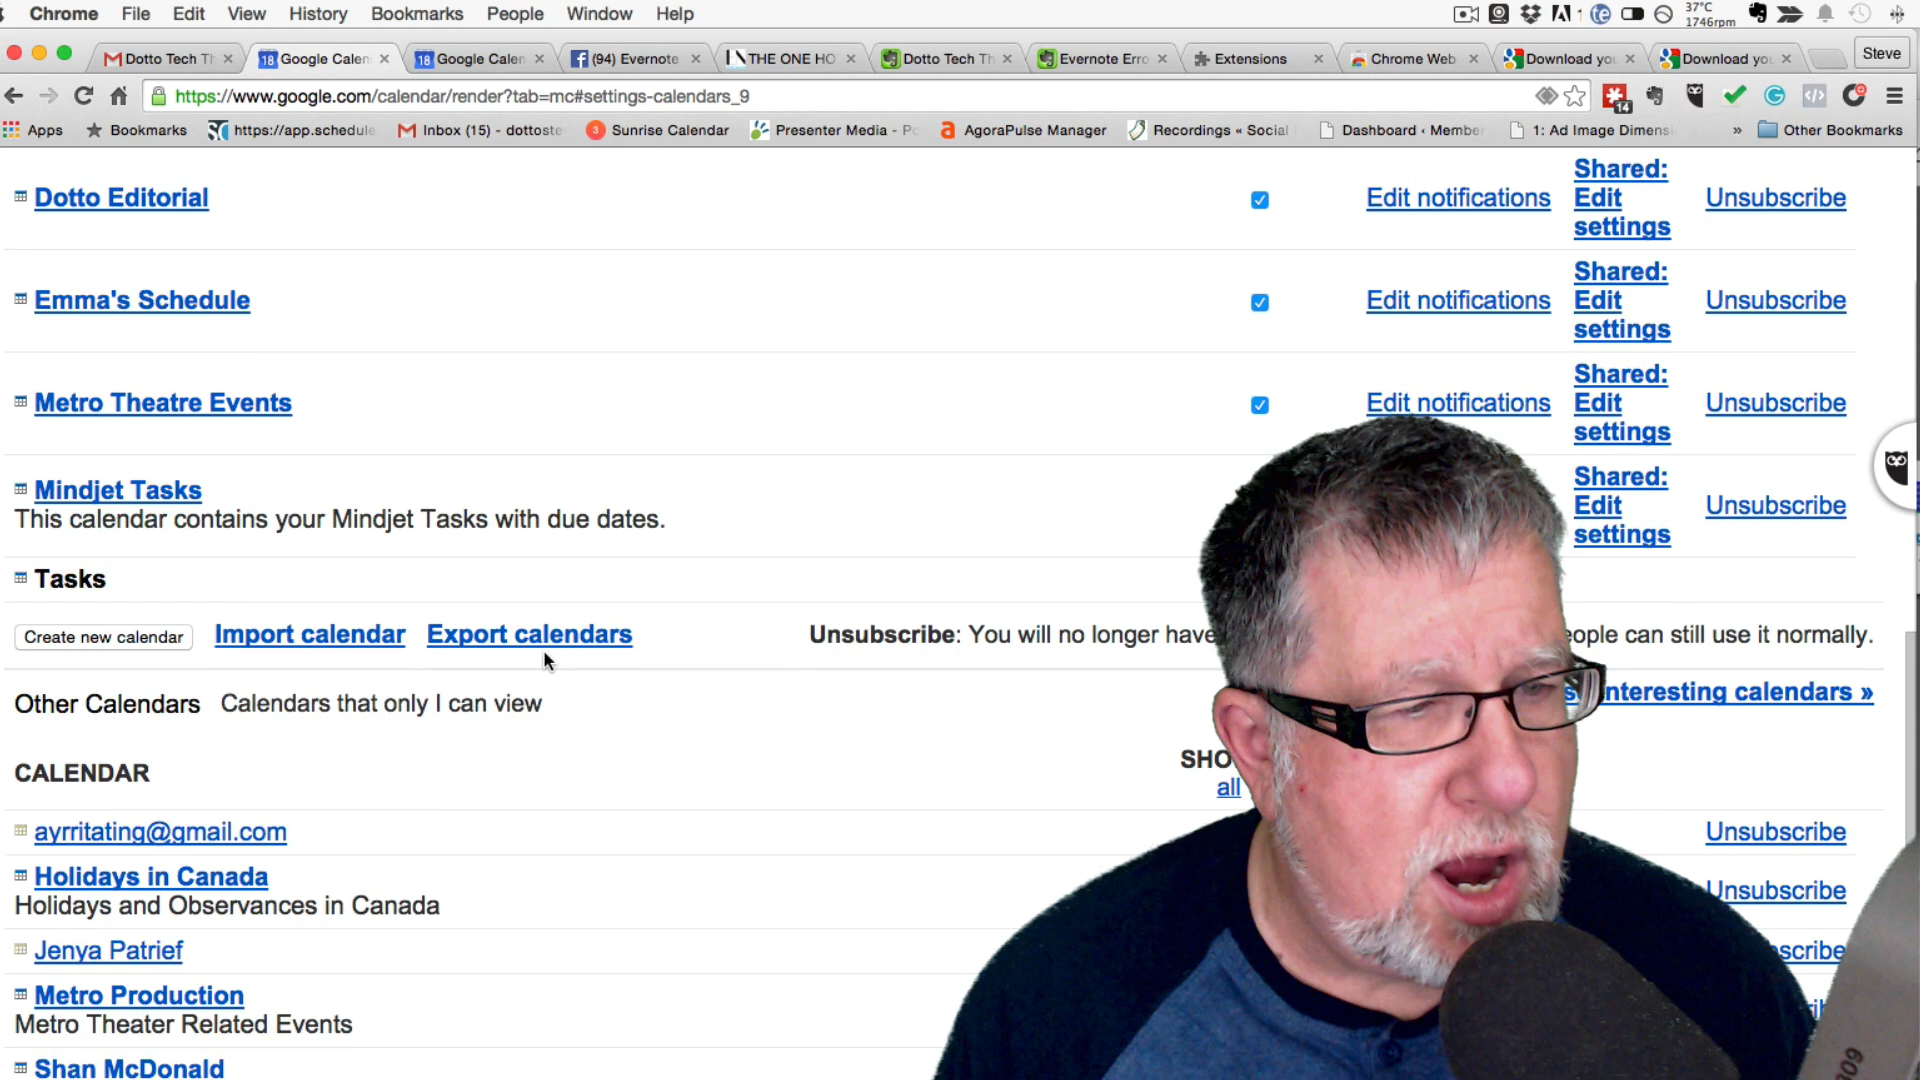 Chrome File Edit View History Bookmarks People Window Help 37°C
1746rpm
Dotto Tech Th Google Calen Google Calen (94) Evernote THE ONE HO Dotto Tech Th Evernote Erro Extensions Chrome Web Download you Download you Steve
https://www.google.com/calendar/render?tab=mc#settings-calendars_9
14
Apps Bookmarks https://app.schedule Inbox (15) - dottoste 3 Sunrise Calendar Presenter Media - Po AgoraPulse Manager Recordings « Social Dashboard ‹ Membe 1: Ad Image Dimens » Other Bookmarks
Dotto Editorial Edit notifications Shared: Edit settings Unsubscribe
Emma's Schedule Edit notifications Shared: Edit settings Unsubscribe
Metro Theatre Events Edit notifications Shared: Edit settings Unsubscribe
Mindjet Tasks Shared: Edit settings Unsubscribe
This calendar contains your Mindjet Tasks with due dates.
Tasks
Create new calendar Import calendar Export calendars Unsubscribe: You will no longer have eople can still use it normally.
Other Calendars Calendars that only I can view nteresting calendars »
CALENDAR SHO
all
ayrritating@gmail.com Unsubscribe
Holidays in Canada Unsubscribe
Holidays and Observances in Canada
Jenya Patrief scribe
Metro Production
Metro Theater Related Events
Shan McDonald
309